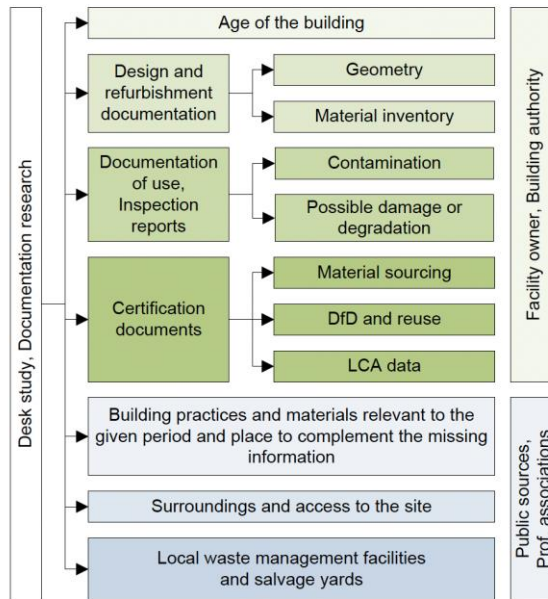 Desk study, Documentation research
Age of the building
Design and
refurbishment
documentation
Geometry
Material inventory
Documentation
of use,
Inspection
reports
Contamination
Possible damage or
degradation
Certification
documents
Material sourcing
DfD and reuse
LCA data
Facility owner, Building authority
Building practices and materials relevant to the
given period and place to complement the missing
information
Surroundings and access to the site
Local waste management facilities
and salvage yards
Public sources,
Prof. associations